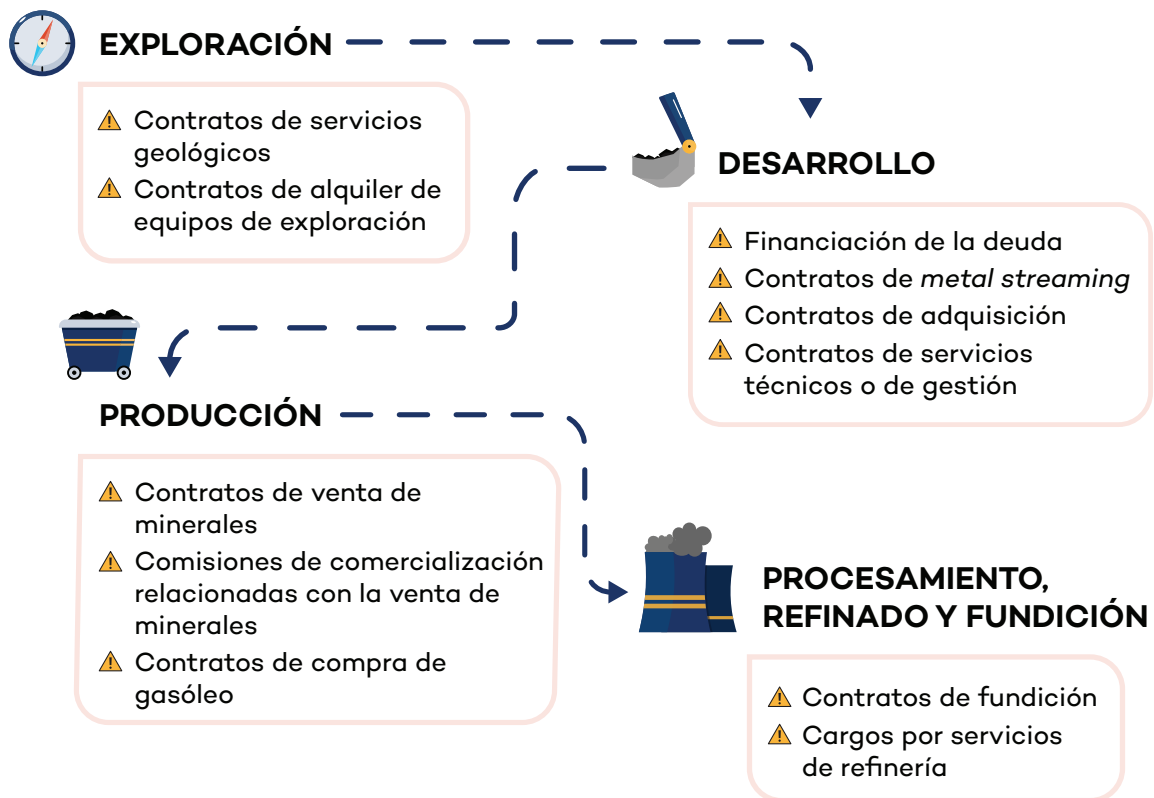 EXPLORACIÓN
Contratos de servicios
geológicos
Contratos de alquiler de
equipos de exploración
DESARROLLO
Financiación de la deuda
Contratos de metal streaming
Contratos de adquisición
Contratos de servicios
técnicos o de gestión
PRODUCCIÓN
Contratos de venta de
minerales
Comisiones de comercialización
relacionadas con la venta de
minerales
Contratos de compra de
gasóleo
PROCESAMIENTO,
REFINADO Y FUNDICIÓN
Contratos de fundición
Cargos por servicios
de refinería